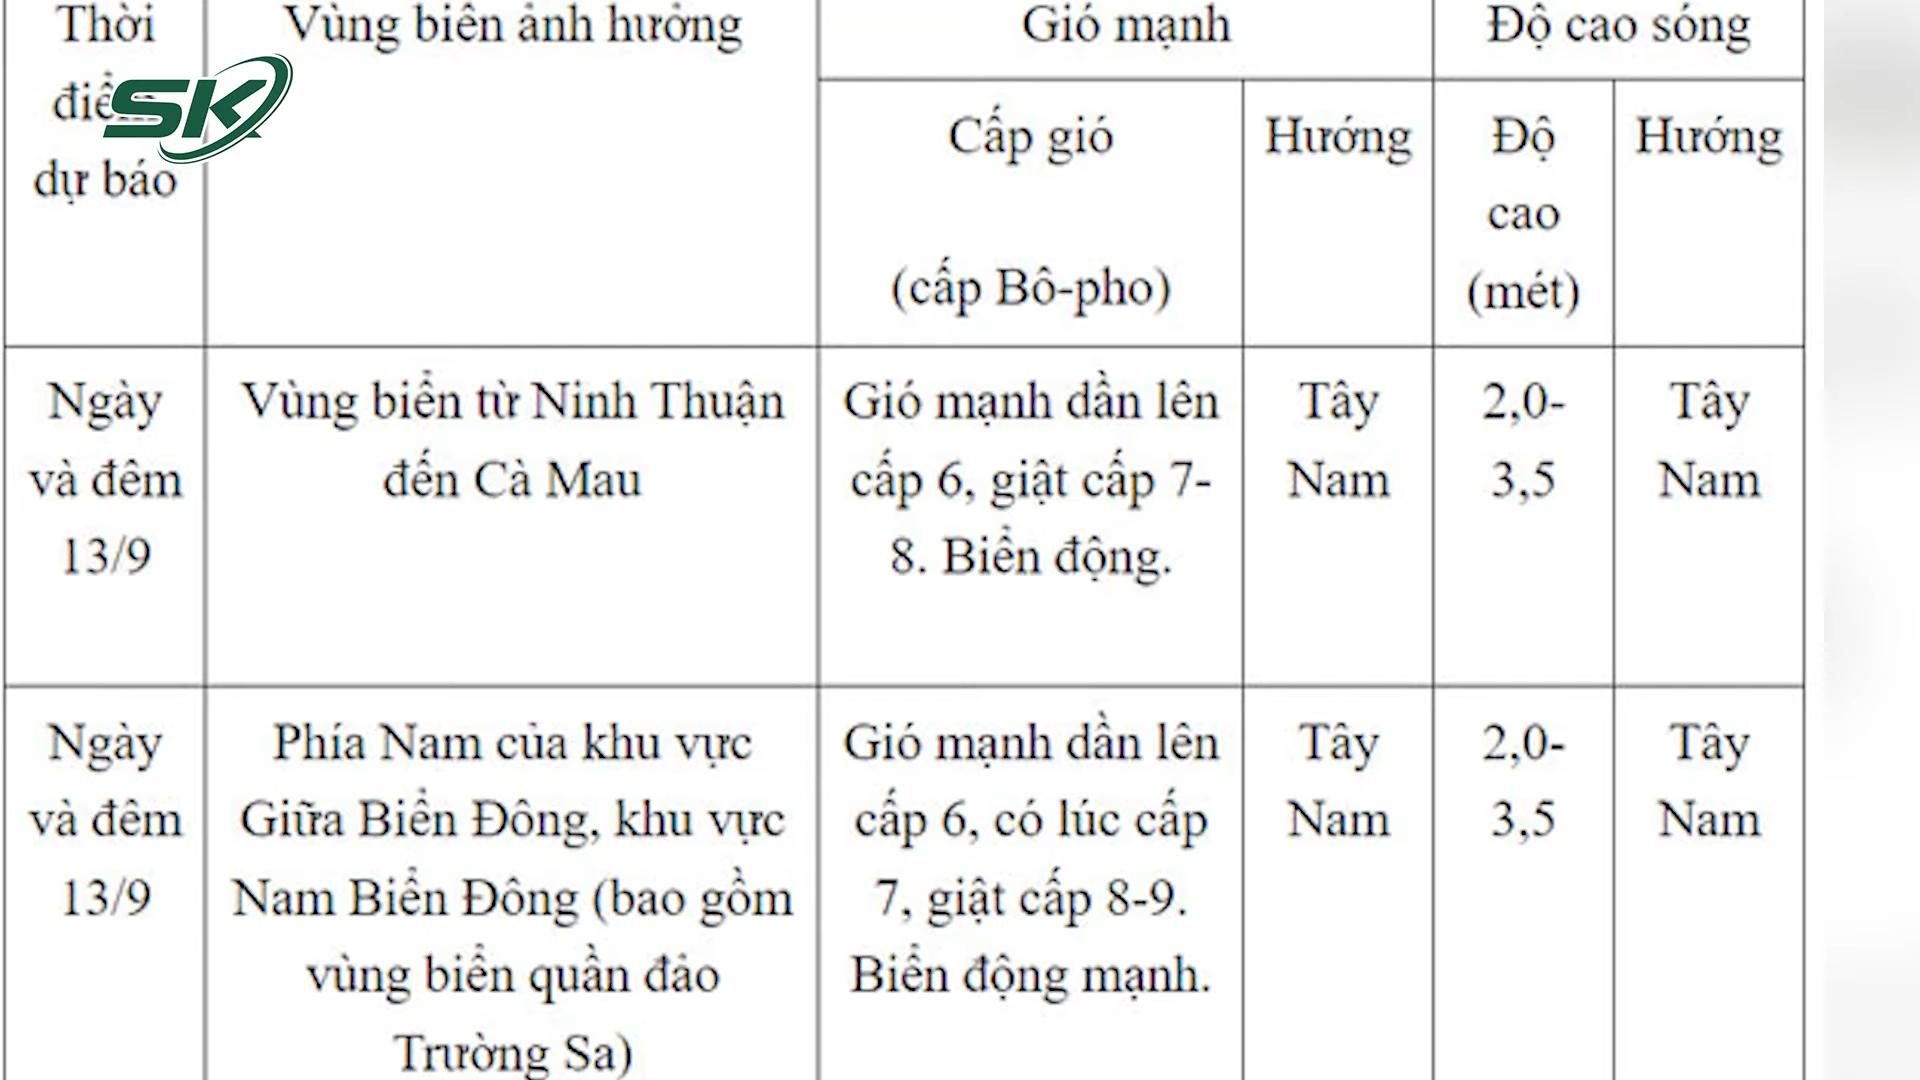 Thời
điểm
dự báo
Vùng biển ảnh hưởng
Gió mạnh
Độ cao sóng
Cấp gió
(cấp Bô-pho)
Hướng
Độ
cao
(mét)
Hướng
SK
Ngày
và đêm
13/9
Vùng biển từ Ninh Thuận
đến Cà Mau
Gió mạnh dần lên
cấp 6, giật cấp 7-
8. Biển động.
Tây
Nam
2,0-
3,5
Tây
Nam
Ngày
và đêm
13/9
Phía Nam của khu vực
Giữa Biển Đông, khu vực
Nam Biển Đông (bao gồm
vùng biển quần đảo
Trường Sa)
Gió mạnh dần lên
cấp 6, có lúc cấp
7, giật cấp 8-9.
Biển động mạnh.
Tây
Nam
2,0-
3,5
Tây
Nam